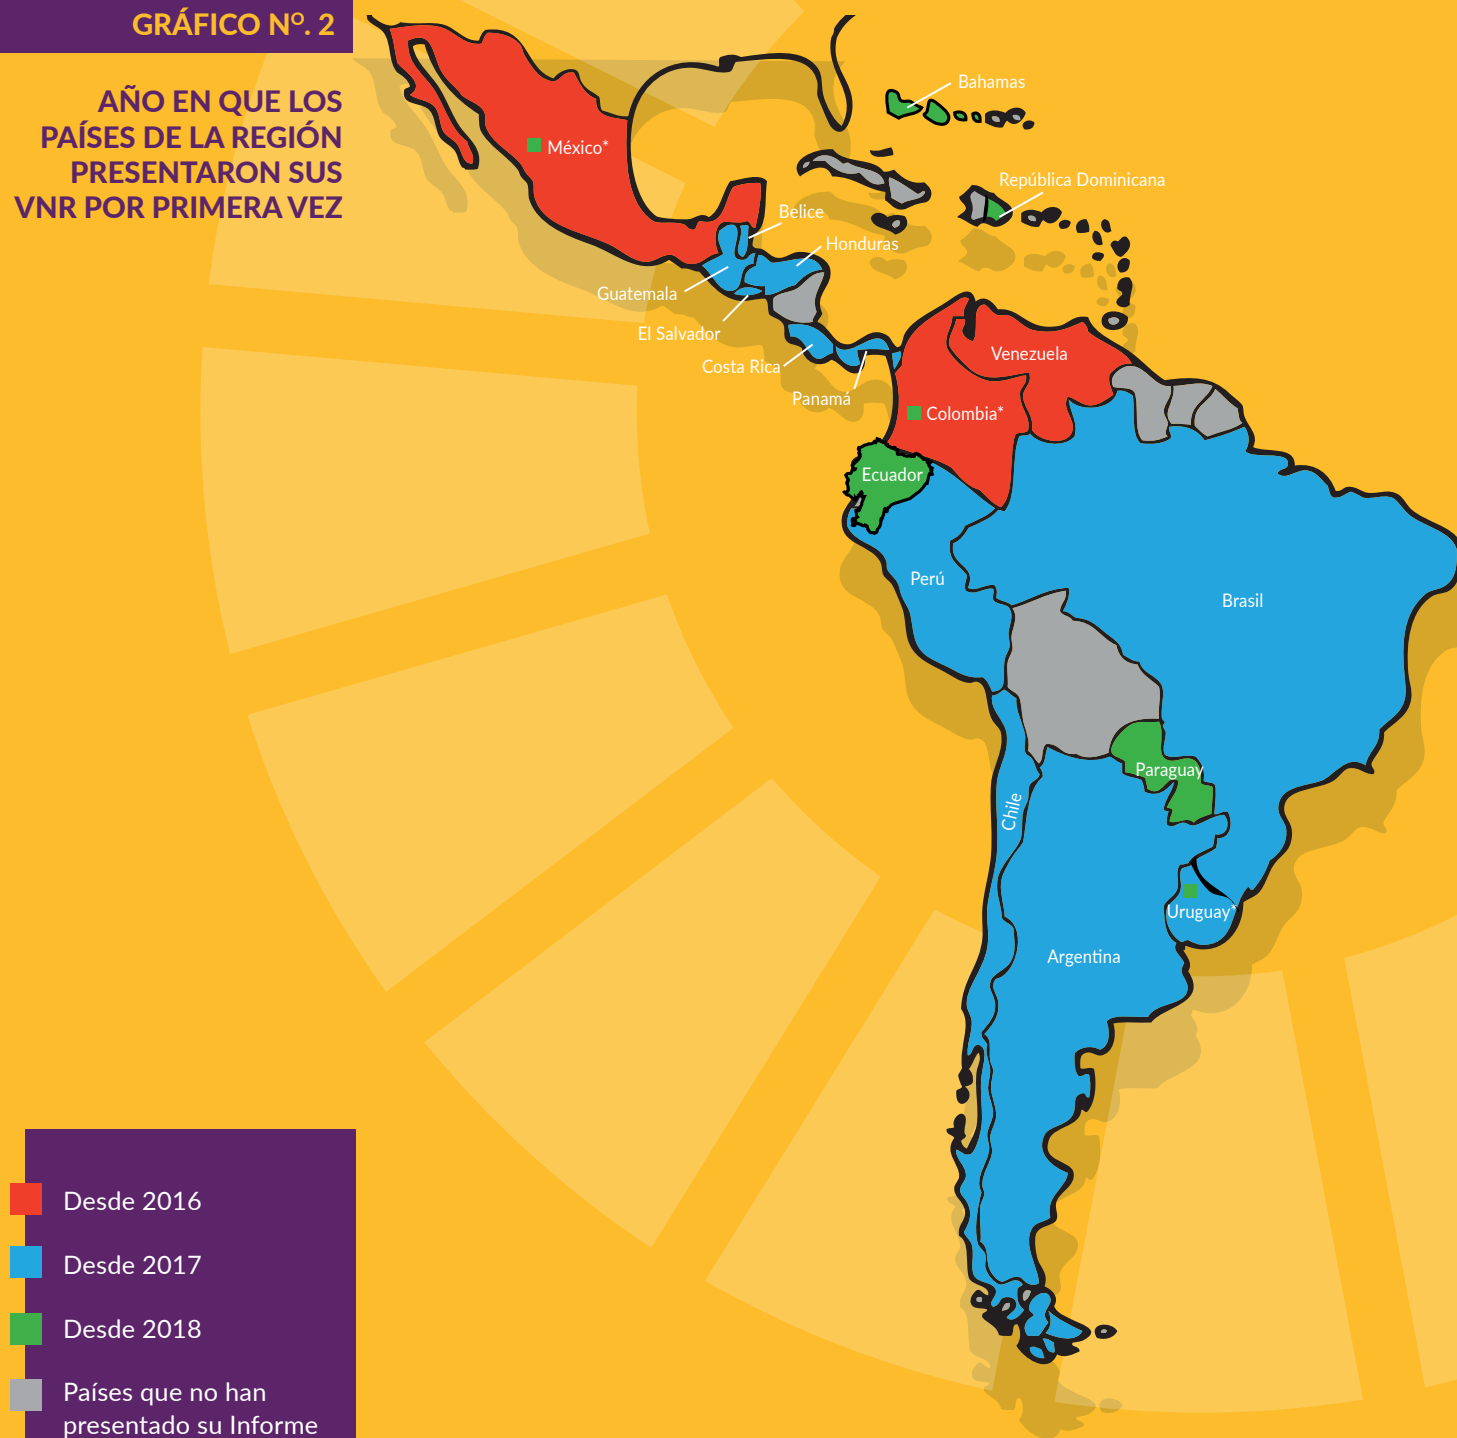 GRÁFICO Nº. 2
AÑO EN QUE LOS
PAÍSES DE LA REGIÓN
PRESENTARON SUS
VNR POR PRIMERA VEZ
Bahamas
México*
República Dominicana
Belice
Honduras
Guatemala
El Salvador
Costa Rica
Panamá
Venezuela
Colombia*
Ecuador
Perú
Brasil
Paraguay
Chile
Uruguay*
Argentina
Desde 2016
Desde 2017
Desde 2018
Países que no han
presentado su Informe